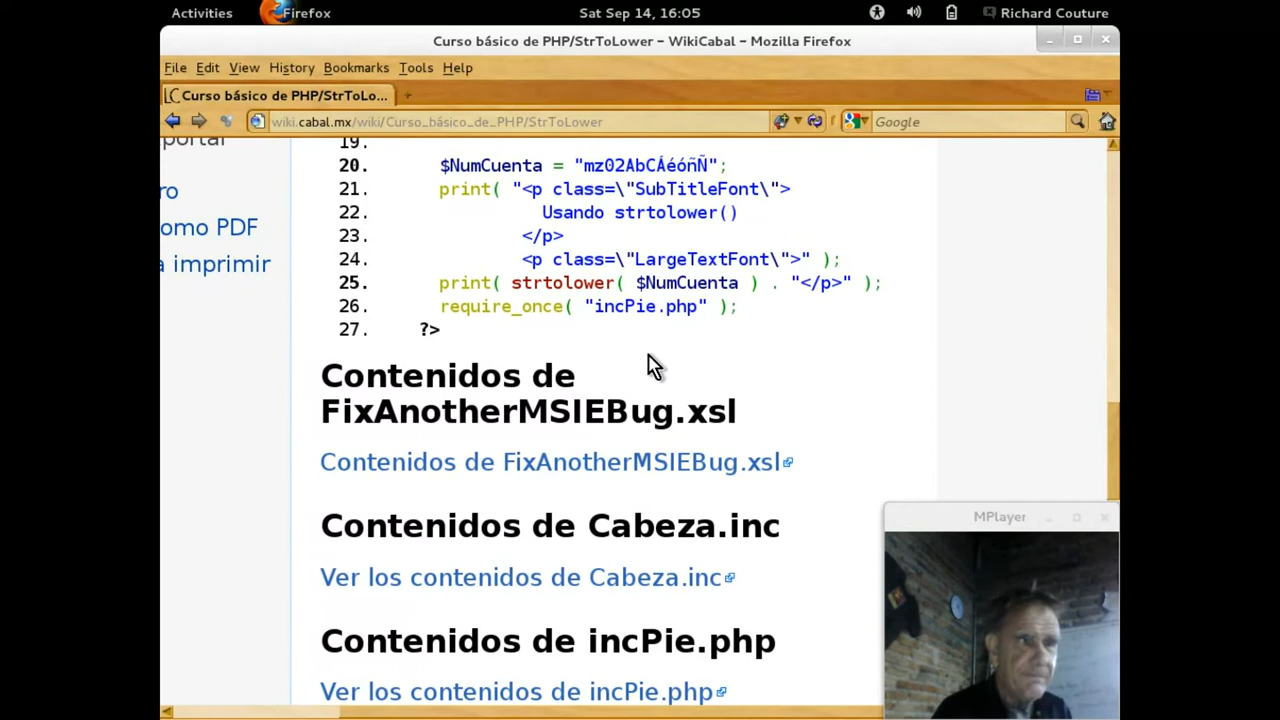 Activities Firefox Sat Sep 14, 16:05 Richard Couture
Curso básico de PHP/StrToLower - WikiCabal - Mozilla Firefox
File Edit View History Bookmarks Tools Help
Curso básico de PHP/StrToLo...
wiki.cabal.mx/wiki/Curso_básico_de_PHP/StrToLower Google
portar
ro
omo PDF
a imprimir
19.
20. $NumCuenta = "mz02AbCÁéóñÑ";
21. print( "<p class=\"SubTitleFont\">
22. Usando strtolower()
23. </p>
24. <p class=\"LargeTextFont\">" );
25. print( strtolower( $NumCuenta ) . "</p>" );
26. require_once( "incPie.php" );
27. ?>
Contenidos de
FixAnotherMSIEBug.xsl
Contenidos de FixAnotherMSIEBug.xsl
Contenidos de Cabeza.inc
Ver los contenidos de Cabeza.inc
Contenidos de incPie.php
Ver los contenidos de incPie.php
MPlayer